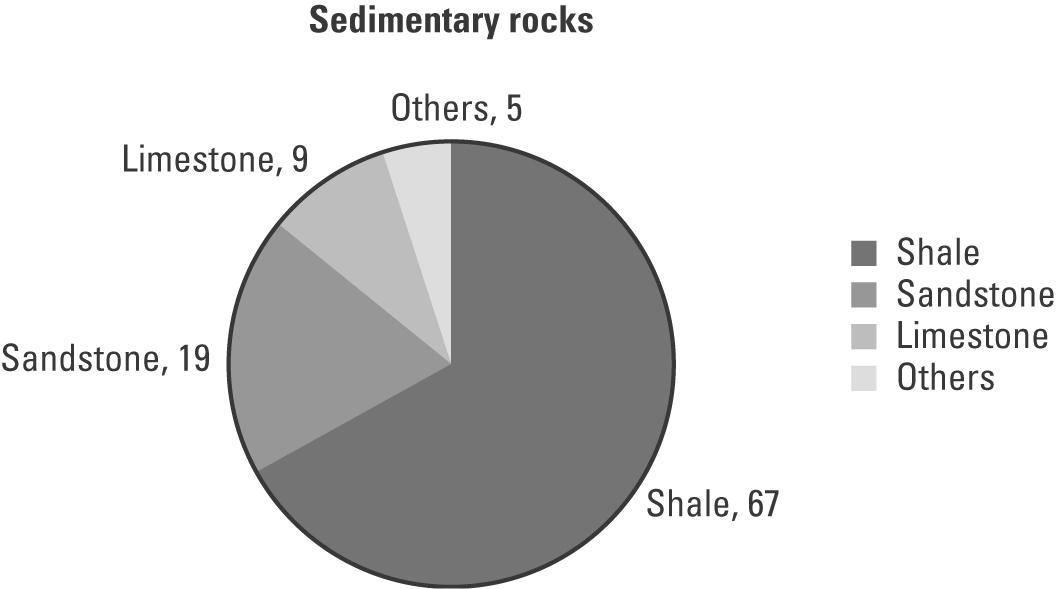 Sedimentary rocks
Others, 5
Limestone, 9
Sandstone, 19
Shale, 67
Shale
Sandstone
Limestone
Others